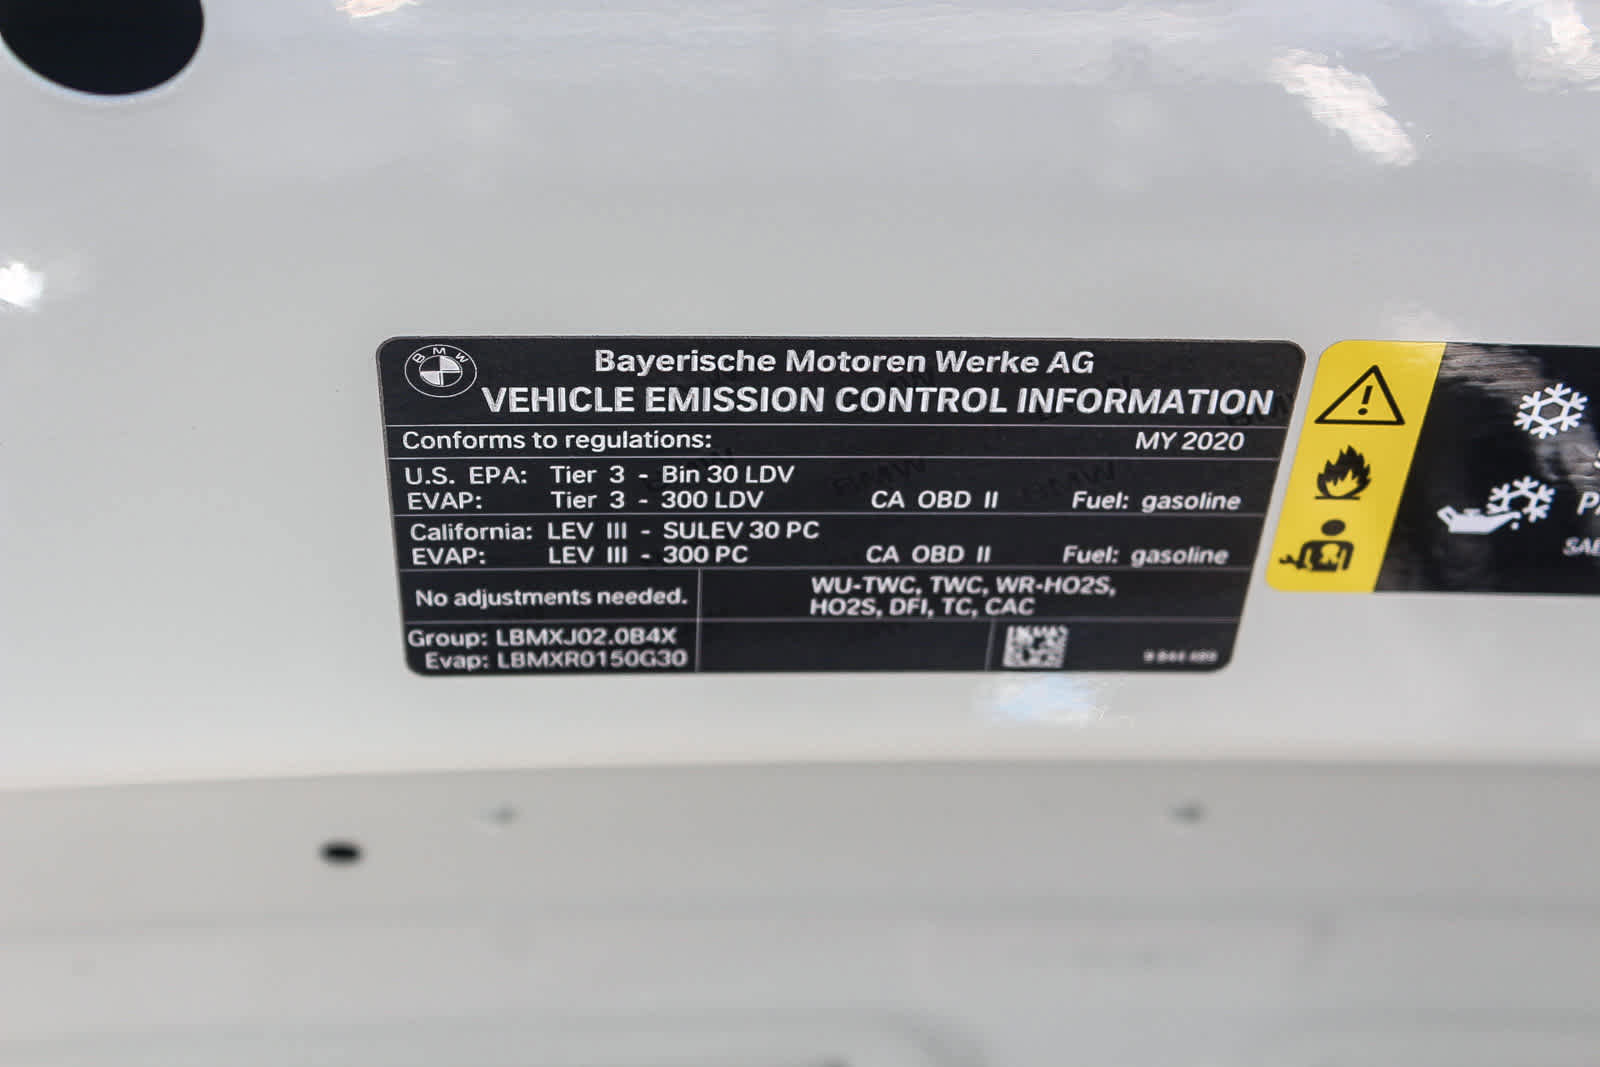 BMW
Bayerische Motoren Werke AG
VEHICLE EMISSION CONTROL INFORMATION
Conforms to regulations: MY 2020
U.S. EPA: Tier 3 - Bin 30 LDV
EVAP: Tier 3 - 300 LDV CA OBD II Fuel: gasoline
California: LEV III - SULEV 30 PC
EVAP: LEV III - 300 PC CA OBD II Fuel: gasoline
No adjustments needed.
WU-TWC, TWC, WR-HO2S,
HO2S, DFI, TC, CAC
Group: LBMXJ02.0B4X
Evap: LBMXR0150G30